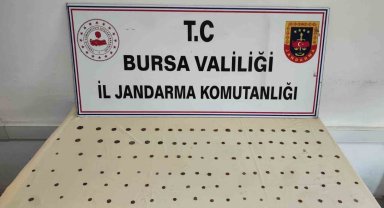 T.C
BURSA VALİLİĞİ
İL JANDARMA KOMUTANLIĞI